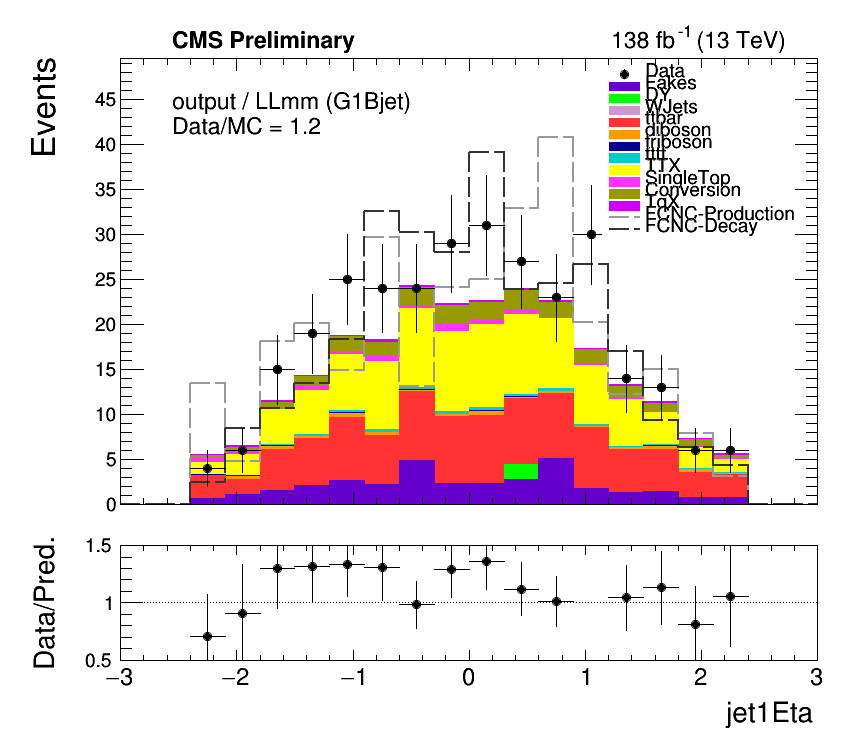 CMS Preliminary
138 fb⁻¹ (13 TeV)
Events
output / LLmm (G1Bjet)
Data/MC = 1.2
Data
Fakes
DY
WJets
ttbar
diboson
triboson
tttt
TTX
SingleTop
Conversion
TqX
FCNC-Production
FCNC-Decay
45
40
35
30
25
20
15
10
5
0
Data/Pred.
1.5
1
0.5
−3 −2 −1 0 1 2 3
jet1Eta